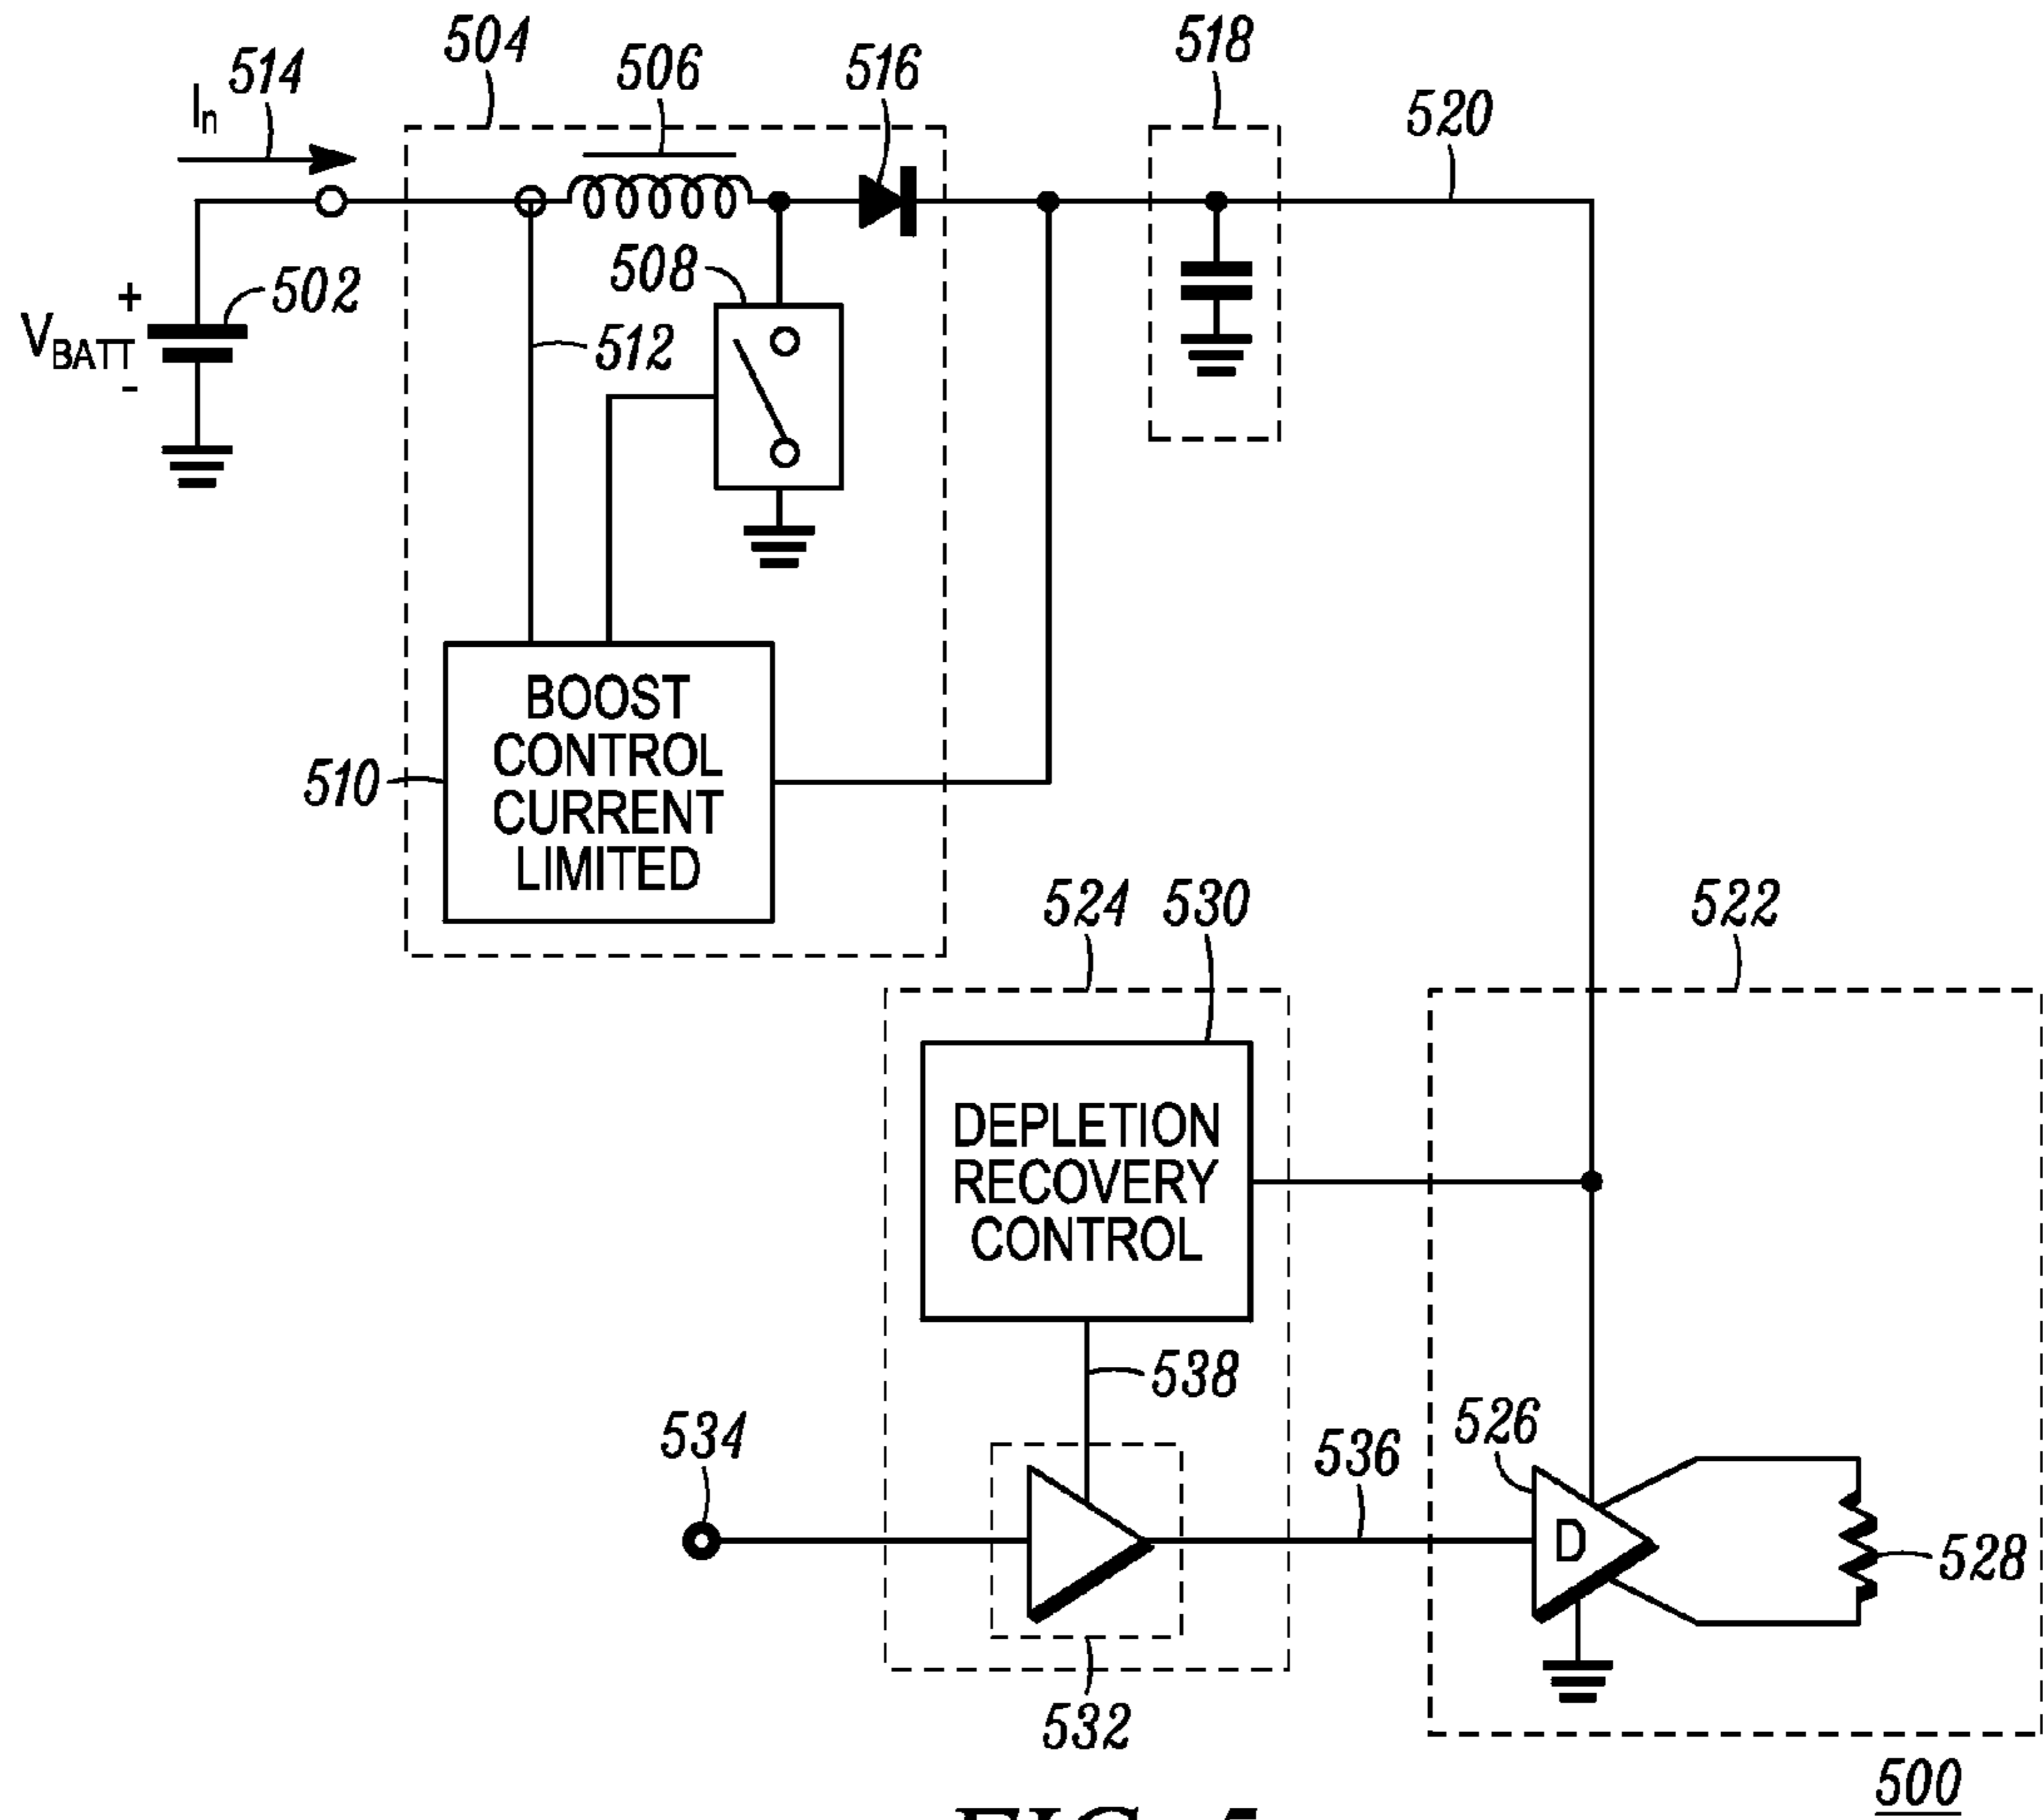 504
506
516
518
514
In
520
502
+
VBATT
-
508
512
BOOST
CONTROL
CURRENT
LIMITED
510
524
530
522
DEPLETION
RECOVERY
CONTROL
538
534
536
526
D
528
532
500